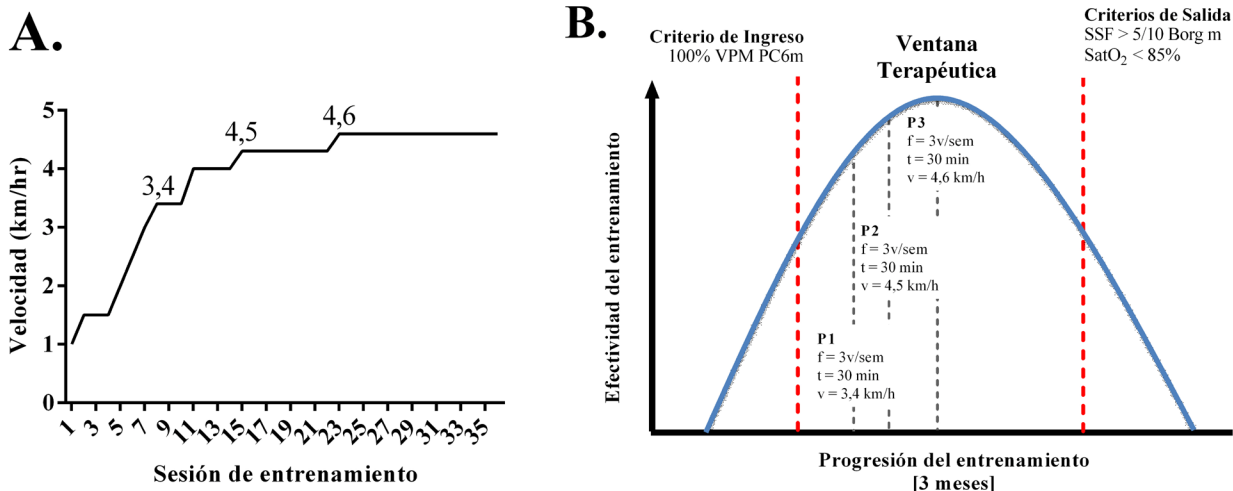 A.
5
4
3
2
1
0
Velocidad (km/hr)
3,4
4,5
4,6
1
3
5
7
9
11
13
15
17
19
21
23
25
27
29
31
33
35
Sesión de entrenamiento
B.
Criterio de Ingreso
100% VPM PC6m
Ventana
Terapéutica
Criterios de Salida
SSF > 5/10 Borg m
SatO₂ < 85%
Efectividad del entrenamiento
P3
f = 3v/sem
t = 30 min
v = 4,6 km/h
P2
f = 3v/sem
t = 30 min
v = 4,5 km/h
P1
f = 3v/sem
t = 30 min
v = 3,4 km/h
Progresión del entrenamiento
[3 meses]